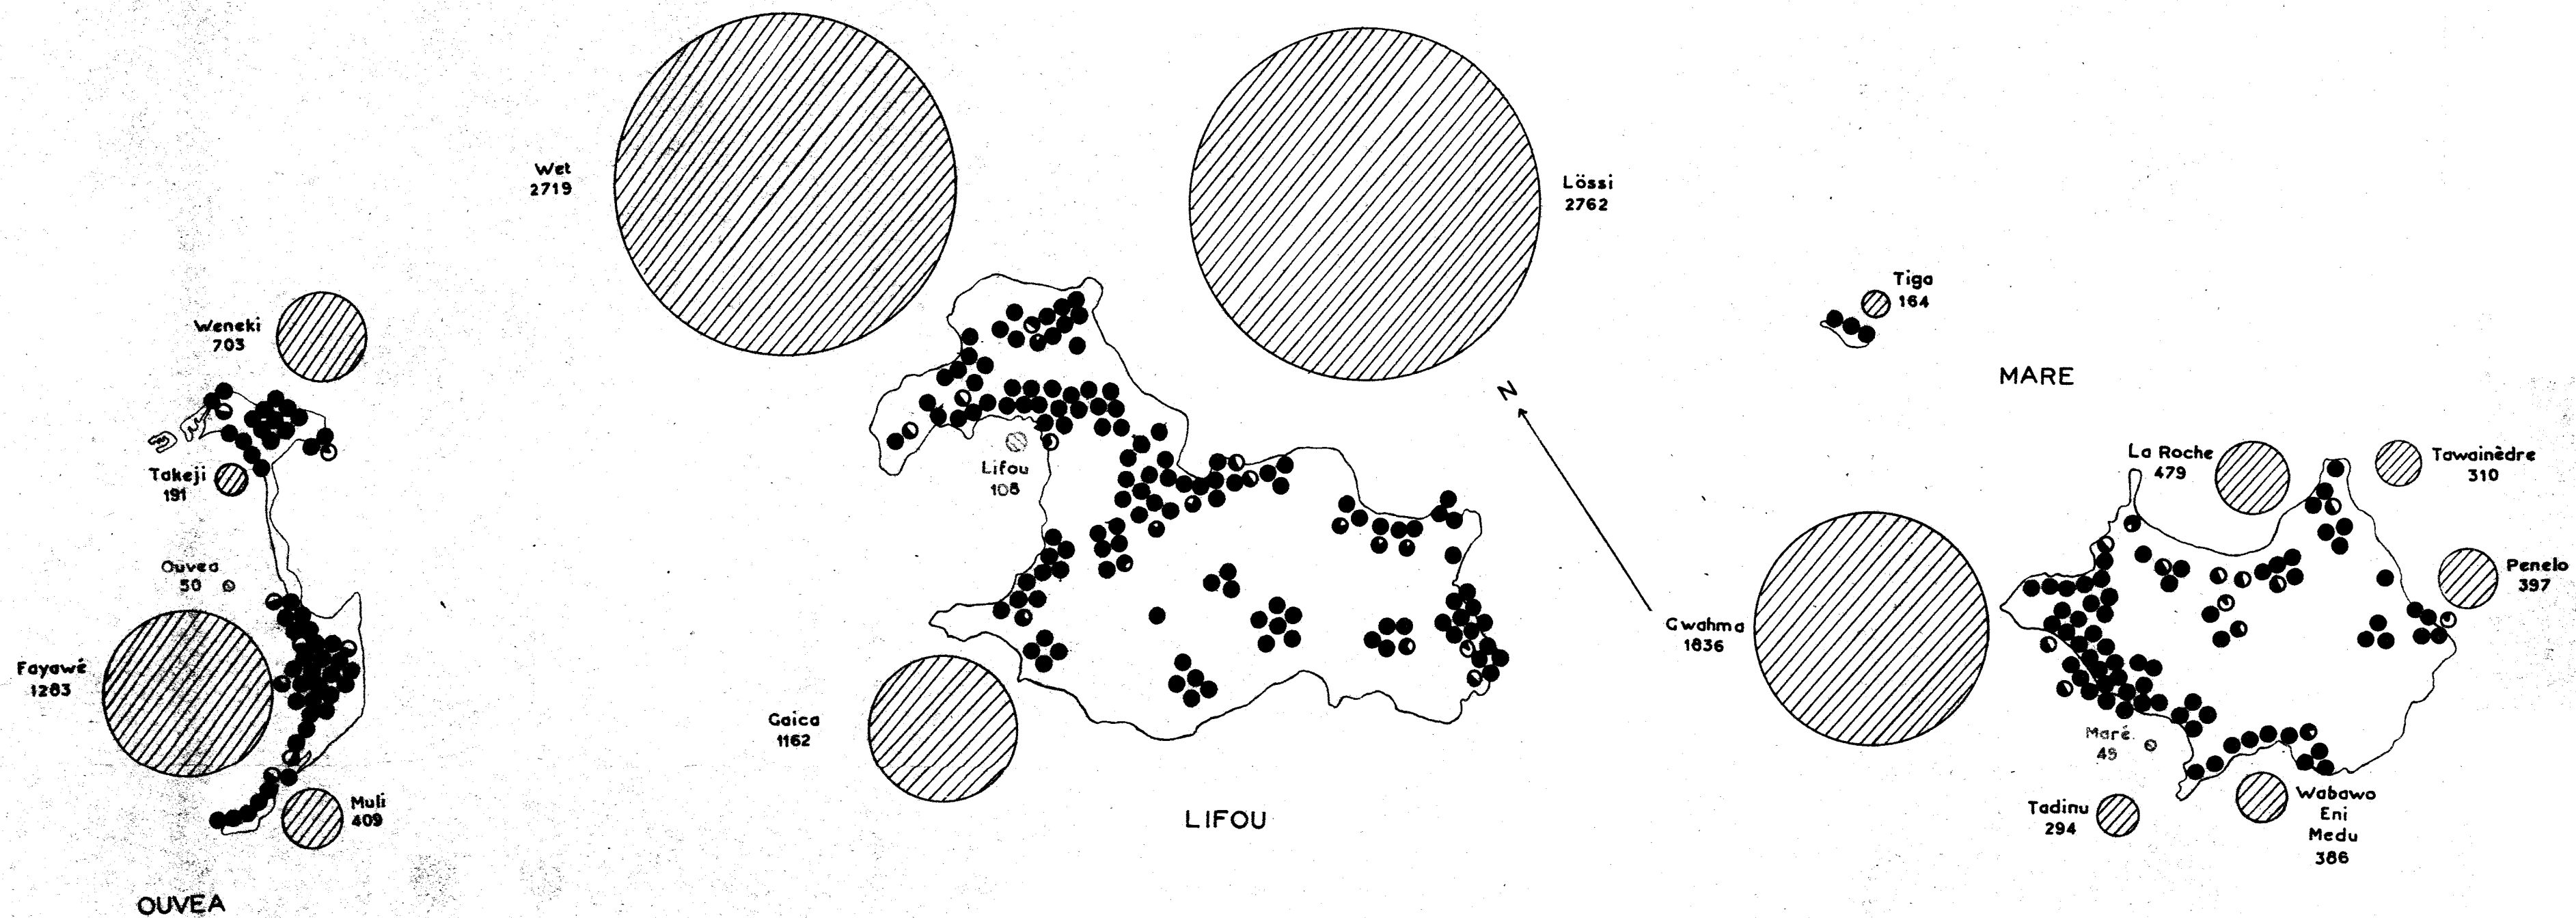 Wet
2719
Lössi
2762
Weneki
703
Takeji
191
Ouvea
50
Fayawé
1283
Muli
409
OUVEA
Lifou
108
Gaica
1162
LIFOU
N
Tiga
164
MARE
La Roche
479
Tawainèdre
310
Penelo
397
Gwahma
1836
Maré
Tadinu
294
Wabawo
Eni
Medu
386